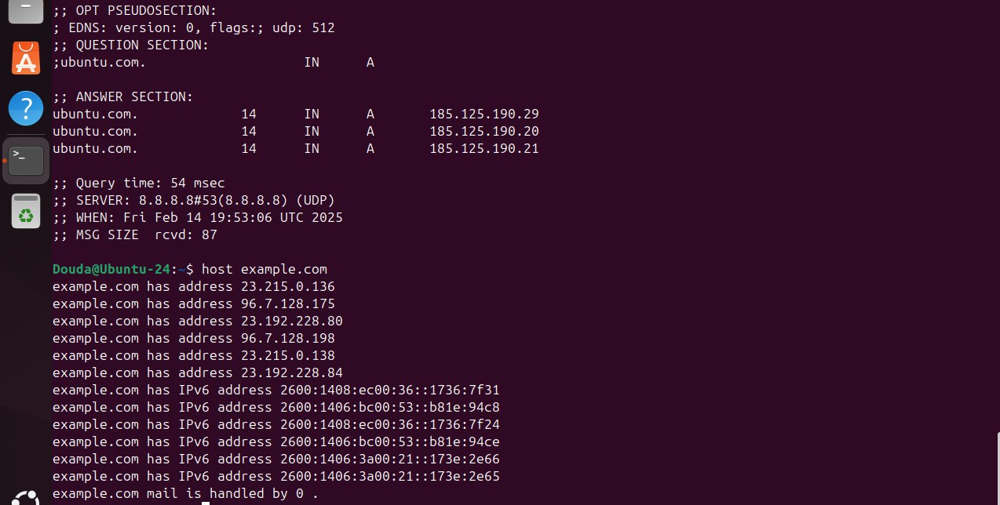 ;; OPT PSEUDOSECTION:
; EDNS: version: 0, flags:; udp: 512
;; QUESTION SECTION:
;ubuntu.com. IN A
;; ANSWER SECTION:
ubuntu.com. 14 IN A 185.125.190.29
ubuntu.com. 14 IN A 185.125.190.20
ubuntu.com. 14 IN A 185.125.190.21
;; Query time: 54 msec
;; SERVER: 8.8.8.8#53(8.8.8.8) (UDP)
;; WHEN: Fri Feb 14 19:53:06 UTC 2025
;; MSG SIZE rcvd: 87
Douda@Ubuntu-24:~$ host example.com
example.com has address 23.215.0.136
example.com has address 96.7.128.175
example.com has address 23.192.228.80
example.com has address 96.7.128.198
example.com has address 23.215.0.138
example.com has address 23.192.228.84
example.com has IPv6 address 2600:1408:ec00:36::1736:7f31
example.com has IPv6 address 2600:1406:bc00:53::b81e:94c8
example.com has IPv6 address 2600:1408:ec00:36::1736:7f24
example.com has IPv6 address 2600:1406:bc00:53::b81e:94ce
example.com has IPv6 address 2600:1406:3a00:21::173e:2e66
example.com has IPv6 address 2600:1406:3a00:21::173e:2e65
example.com mail is handled by 0 .